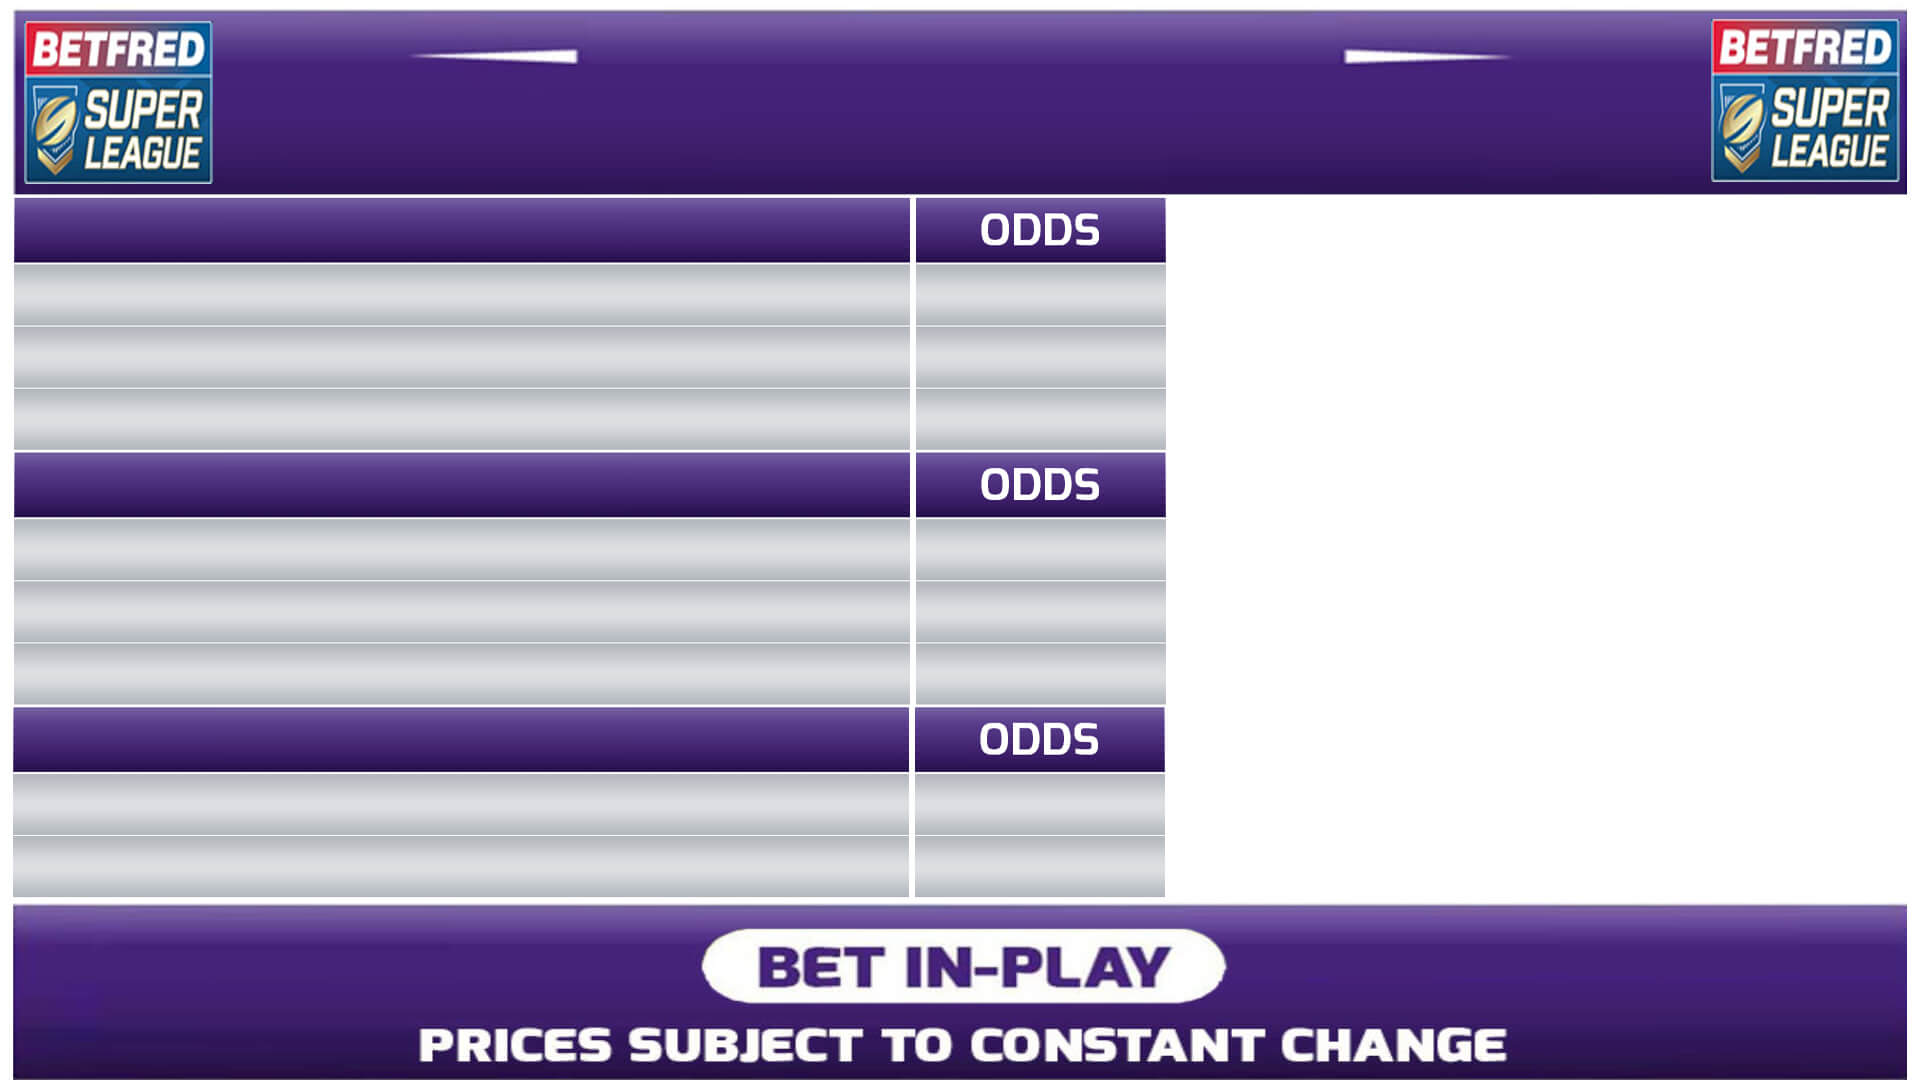 BETFRED
SUPER
LEAGUE
BETFRED
SUPER
LEAGUE
ODDS
ODDS
ODDS
BET IN-PLAY
PRICES SUBJECT TO CONSTANT CHANGE